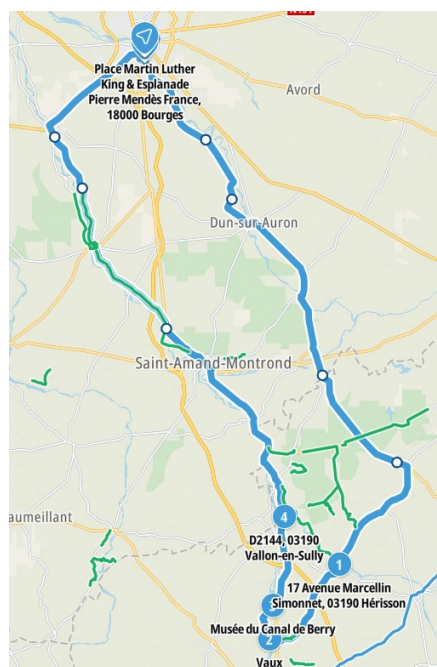 Place Martin Luther
King & Esplanade
Pierre Mendès France,
18000 Bourges
Avord
Dun-sur-Auron
Saint-Amand-Montrond
aumeillant
4
D2144, 03190
Vallon-en-Sully
1
17 Avenue Marcellin
Simonnet, 03190 Hérisson
Musée du Canal de Berry
2
Vaux